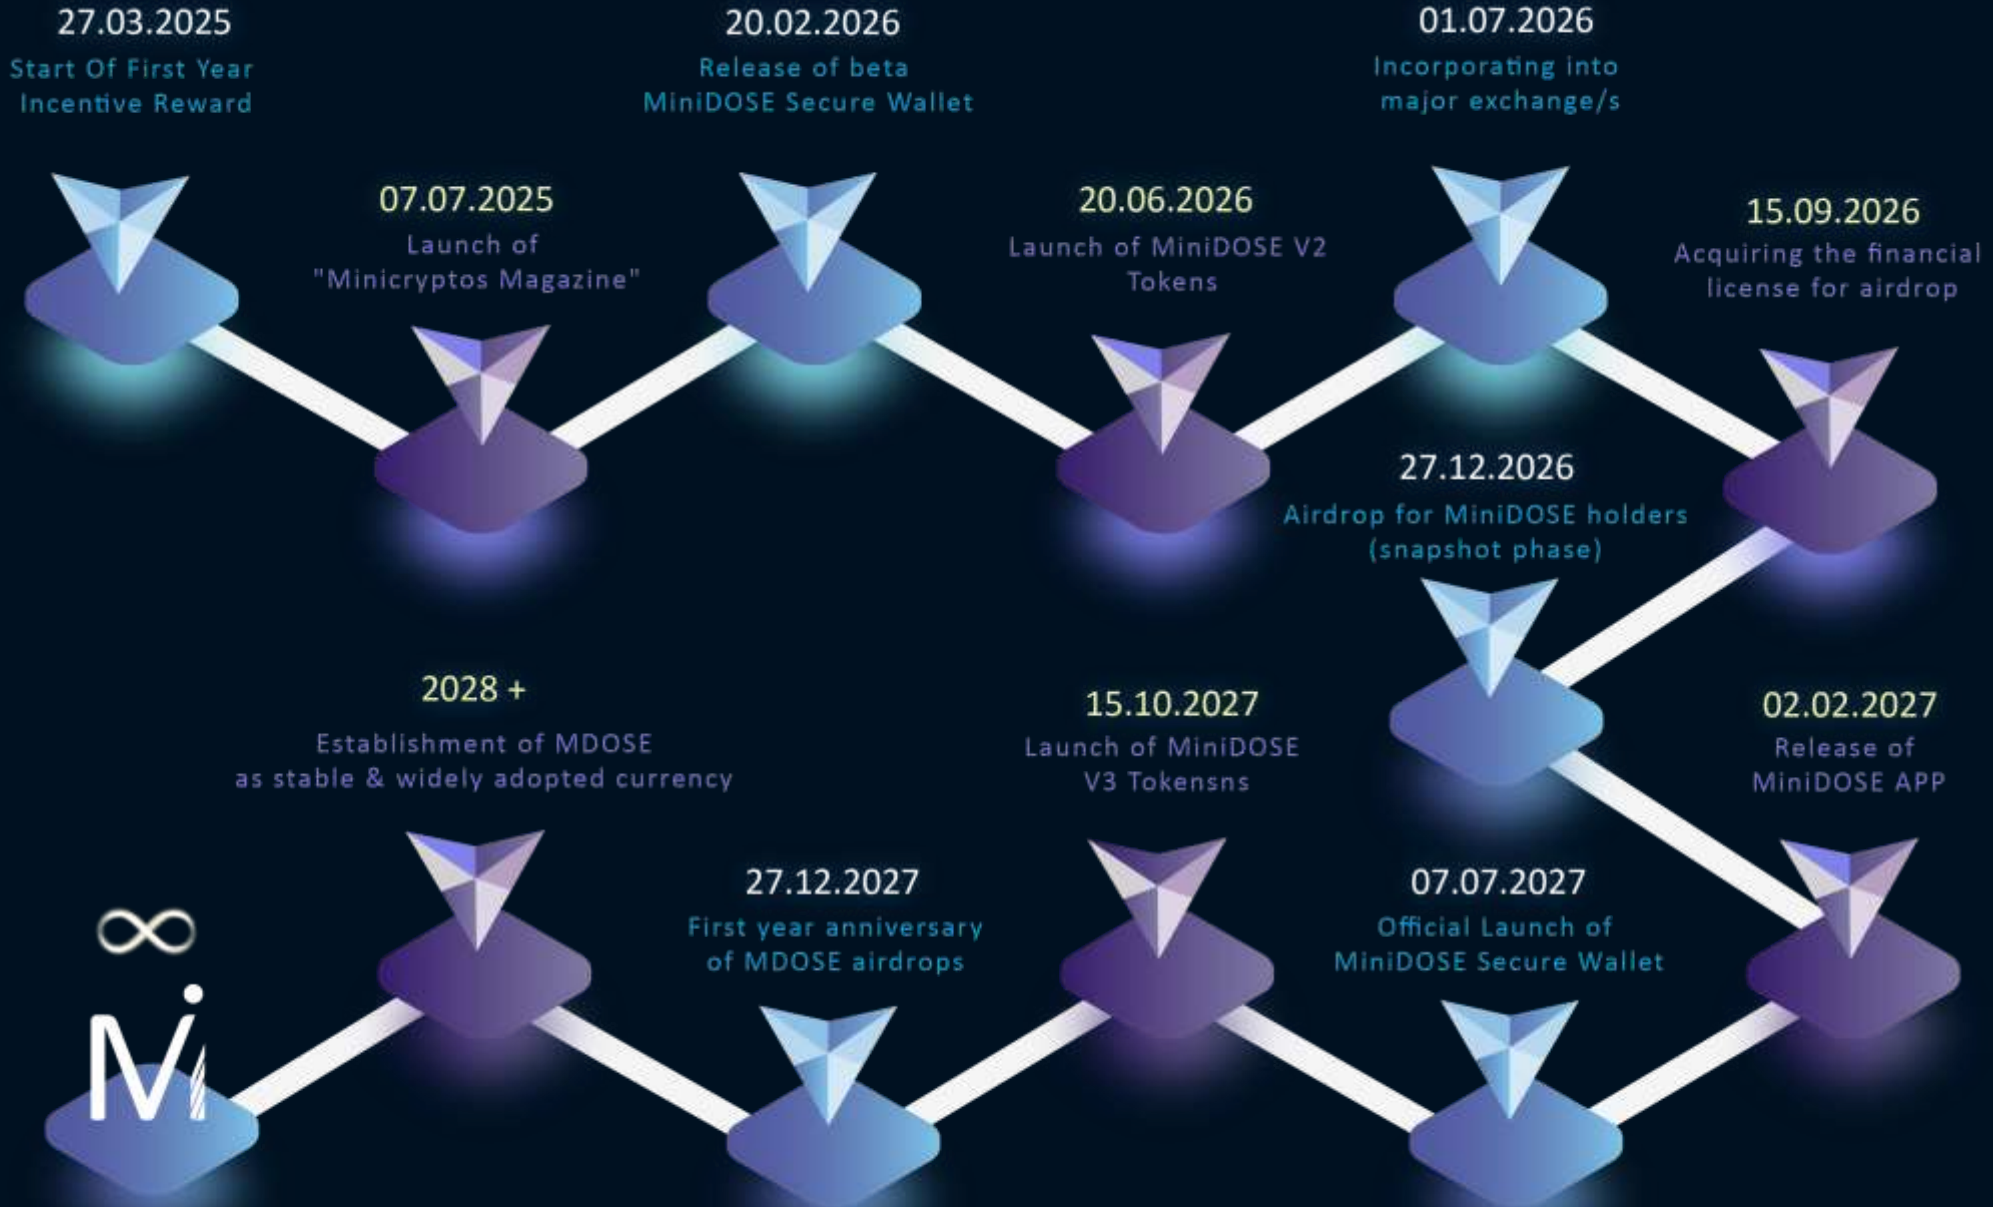 27.03.2025
Start Of First Year
Incentive Reward
07.07.2025
Launch of
"Minicryptos Magazine"
20.02.2026
Release of beta
MiniDOSE Secure Wallet
20.06.2026
Launch of MiniDOSE V2
Tokens
01.07.2026
Incorporating into
major exchange/s
15.09.2026
Acquiring the financial
license for airdrop
27.12.2026
Airdrop for MiniDOSE holders
(snapshot phase)
02.02.2027
Release of
MiniDOSE APP
07.07.2027
Official Launch of
MiniDOSE Secure Wallet
15.10.2027
Launch of MiniDOSE
V3 Tokensns
27.12.2027
First year anniversary
of MDOSE airdrops
2028 +
Establishment of MDOSE
as stable & widely adopted currency
∞
Mi